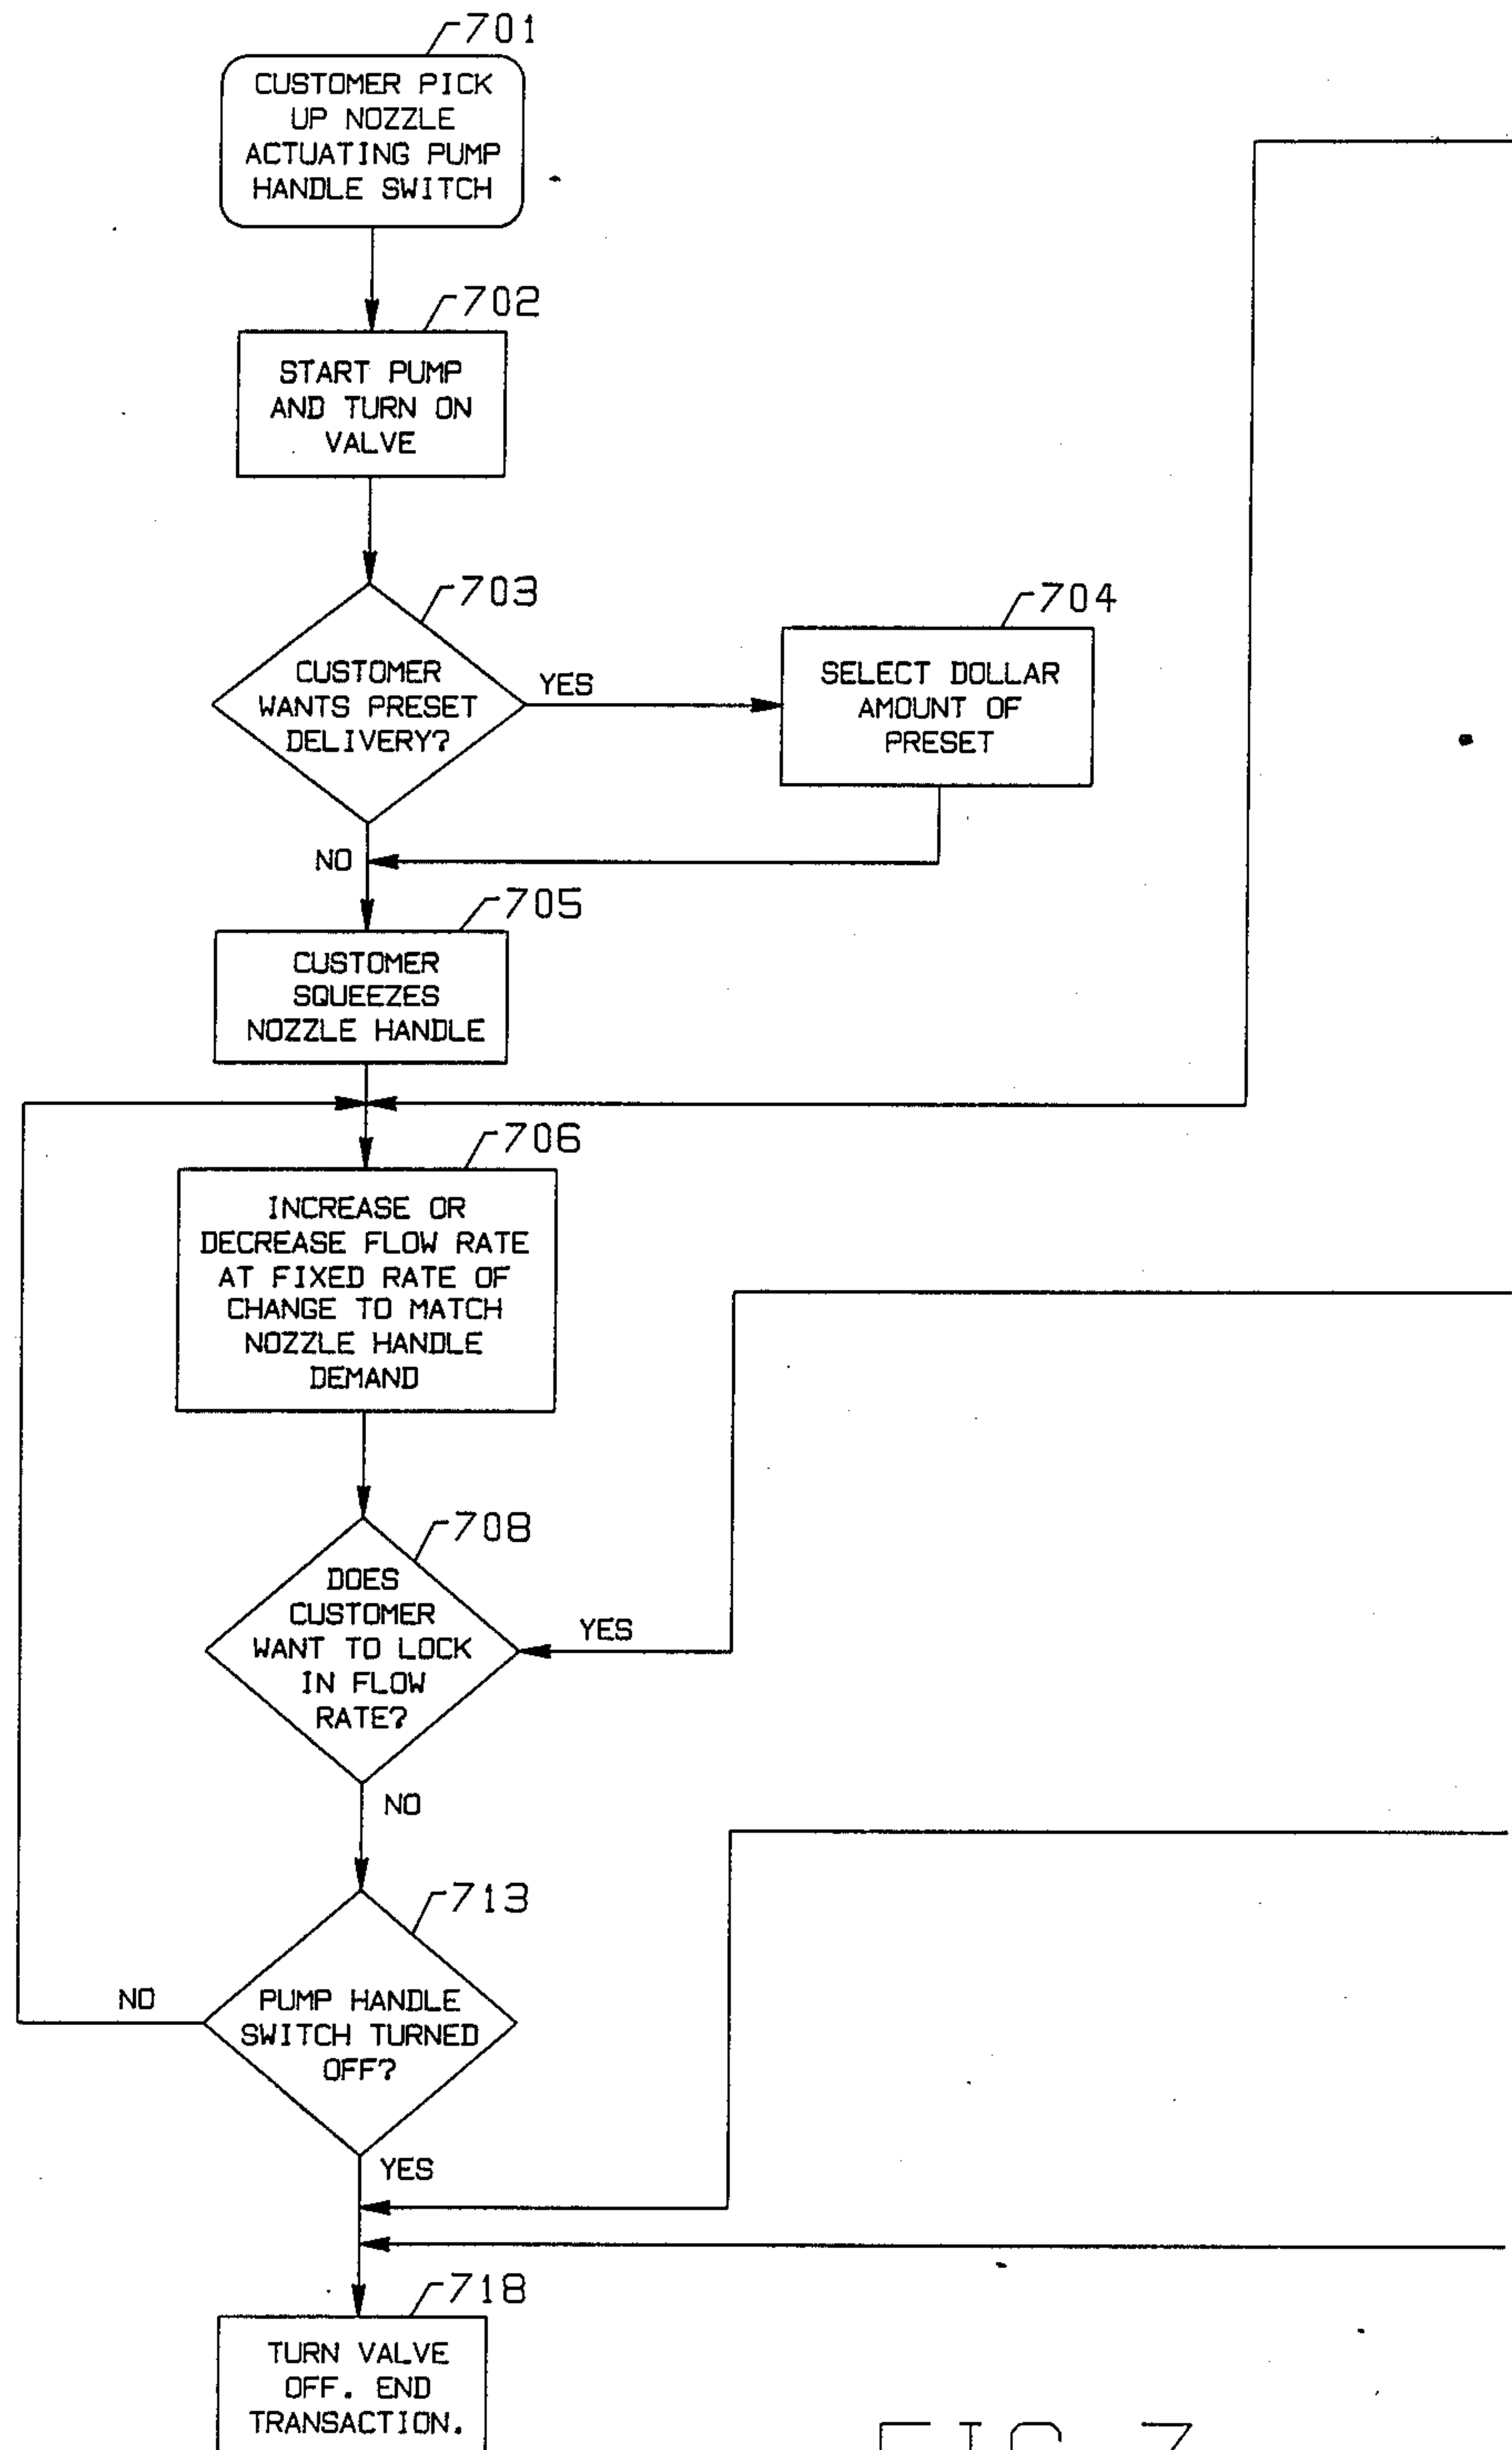 701
CUSTOMER PICK
UP NOZZLE
ACTUATING PUMP
HANDLE SWITCH
702
START PUMP
AND TURN ON
VALVE
703
CUSTOMER
WANTS PRESET
DELIVERY?
YES
704
SELECT DOLLAR
AMOUNT OF
PRESET
NO
705
CUSTOMER
SQUEEZES
NOZZLE HANDLE
706
INCREASE OR
DECREASE FLOW RATE
AT FIXED RATE OF
CHANGE TO MATCH
NOZZLE HANDLE
DEMAND
708
DOES
CUSTOMER
WANT TO LOCK
IN FLOW
RATE?
YES
NO
713
PUMP HANDLE
SWITCH TURNED
OFF?
NO
YES
718
TURN VALVE
OFF. END
TRANSACTION.
FIG 7